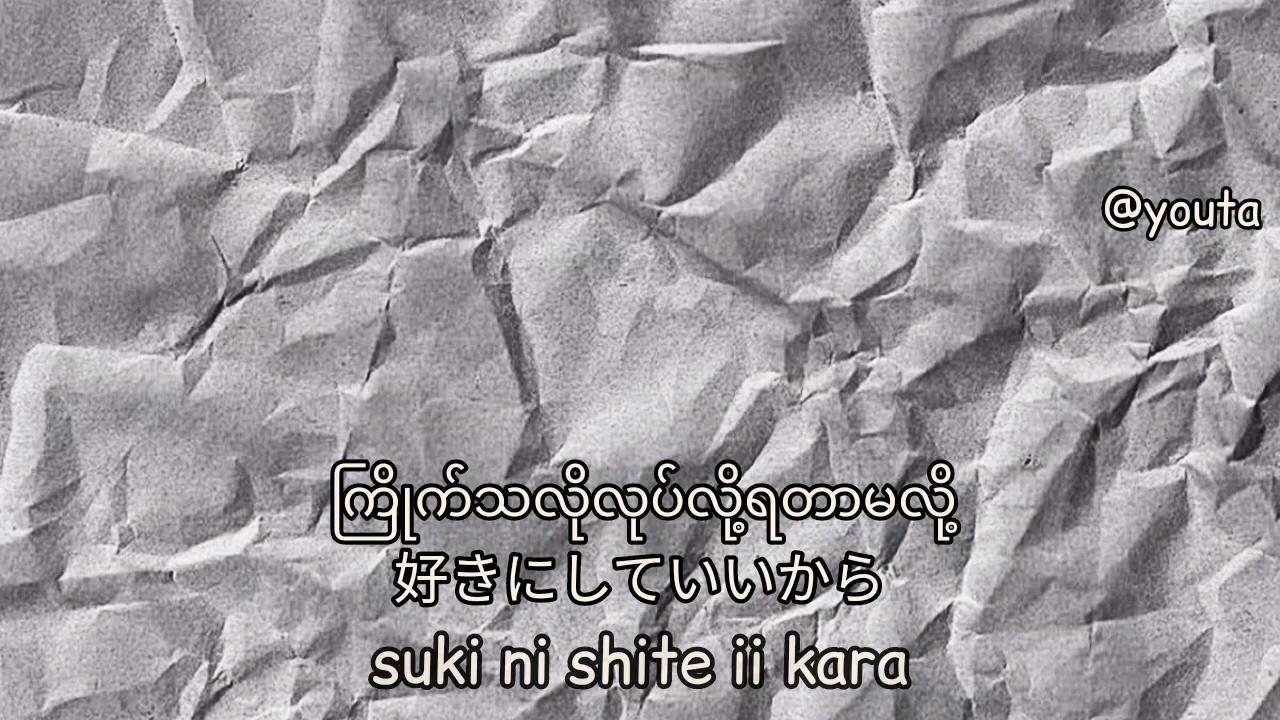 @youta
ကြိုက်သလိုလုပ်လို့ရတာမလို့
好きにしていいから
suki ni shite ii kara